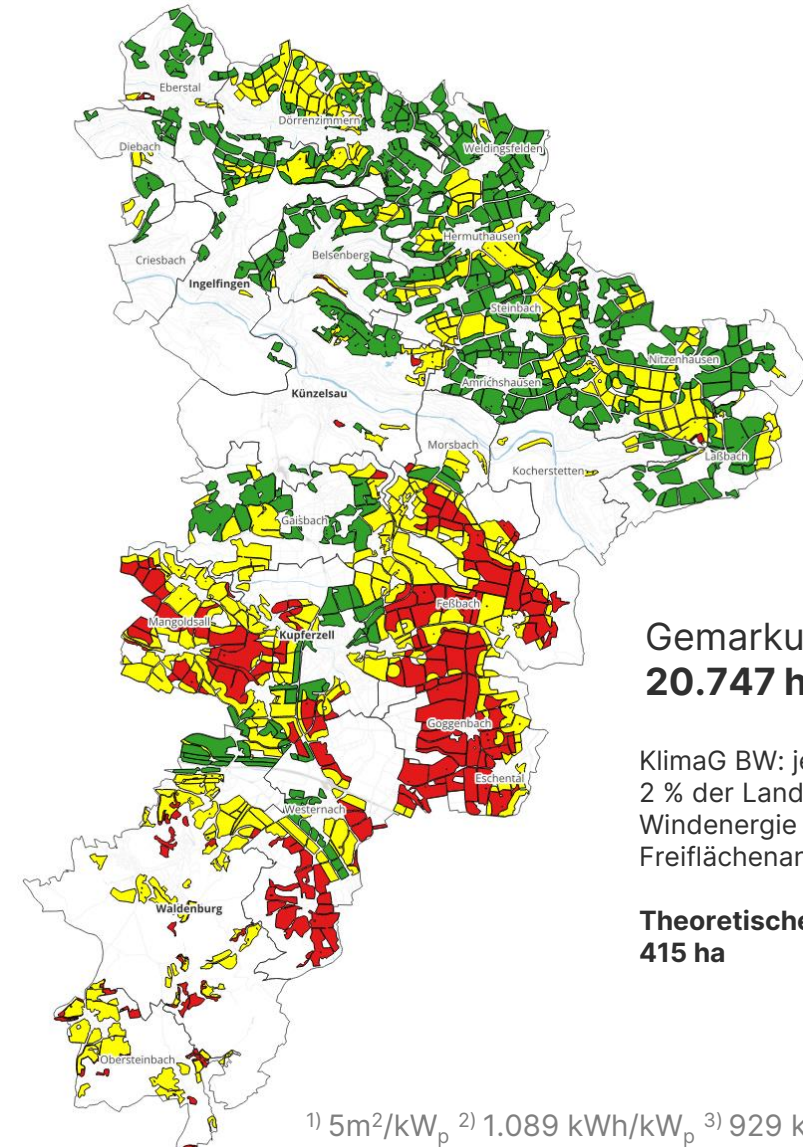 Eberstal
Dörrenzimmern
Diebach
Weldingsfelden
Hermuthausen
Criesbach
Belsenberg
Ingelfingen
Steinbach
Nitzenhausen
Amrichshausen
Künzelsau
Morsbach
Laßbach
Kocherstetten
Gaisbach
Feßbach
Mangoldsall
Kupferzell
Goggenbach
Eschental
Westernach
Waldenburg
Obersteinbach
Gemarku
20.747 h
KlimaG BW: je
2 % der Land
Windenergie
Freiflächenar
Theoretische
415 ha
1) 5m²/kWₚ 2) 1.089 kWh/kWₚ 3) 929 k